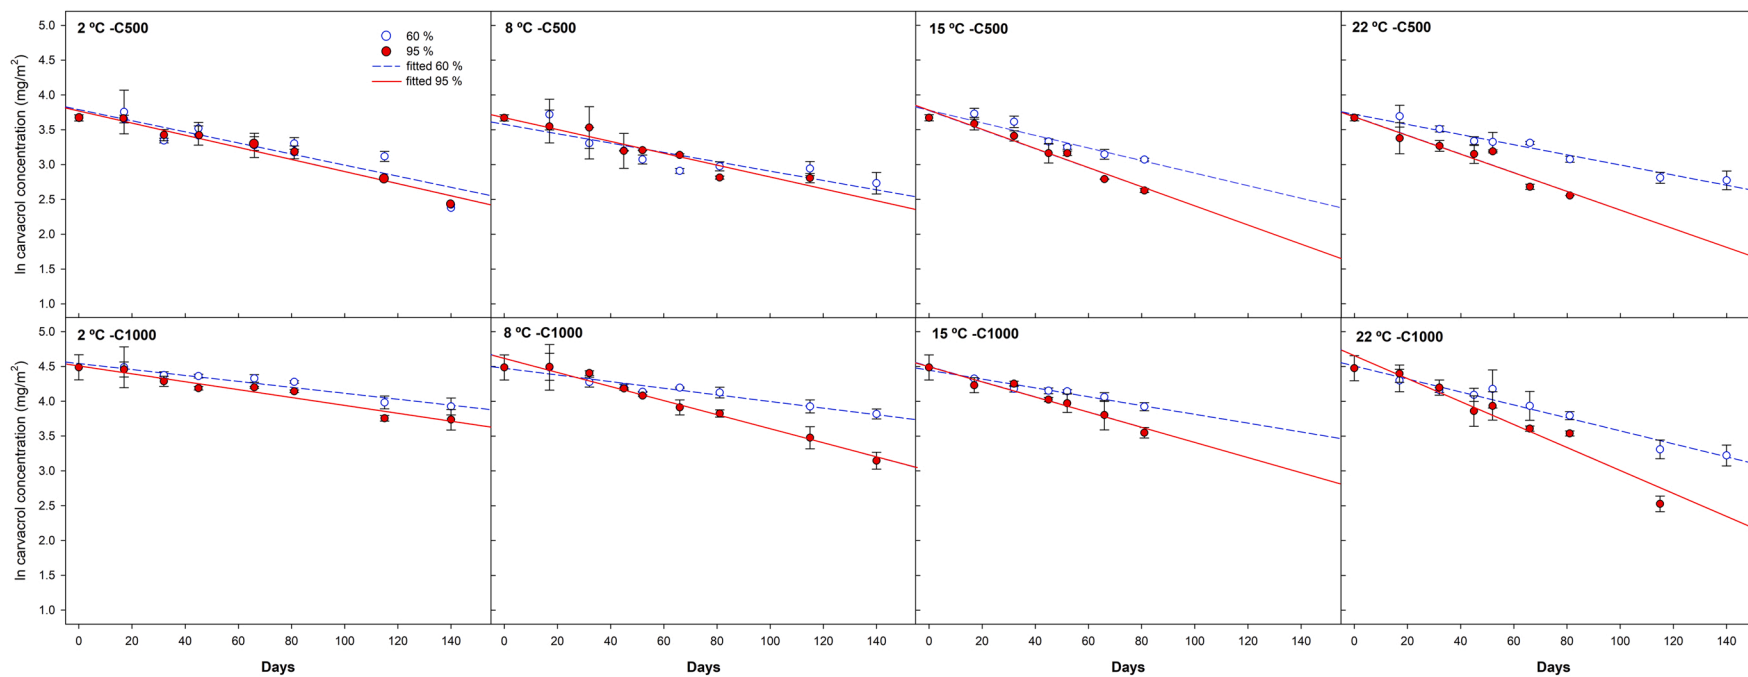 2 ºC -C500
8 ºC -C500
15 ºC -C500
22 ºC -C500
60 %
95 %
fitted 60 %
fitted 95 %
ln carvacrol concentration (mg/m²)
5.0
4.5
4.0
3.5
3.0
2.5
2.0
1.5
1.0
2 ºC -C1000
8 ºC -C1000
15 ºC -C1000
22 ºC -C1000
ln carvacrol concentration (mg/m²)
5.0
4.5
4.0
3.5
3.0
2.5
2.0
1.5
1.0
0 20 40 60 80 100 120 140
0 20 40 60 80 100 120 140
0 20 40 60 80 100 120 140
0 20 40 60 80 100 120 140
Days
Days
Days
Days